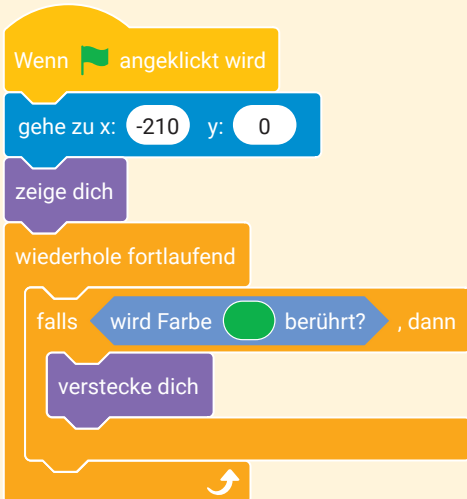 Wenn angeklickt wird
gehe zu x: -210 y: 0
zeige dich
wiederhole fortlaufend
falls wird Farbe berührt? , dann
verstecke dich